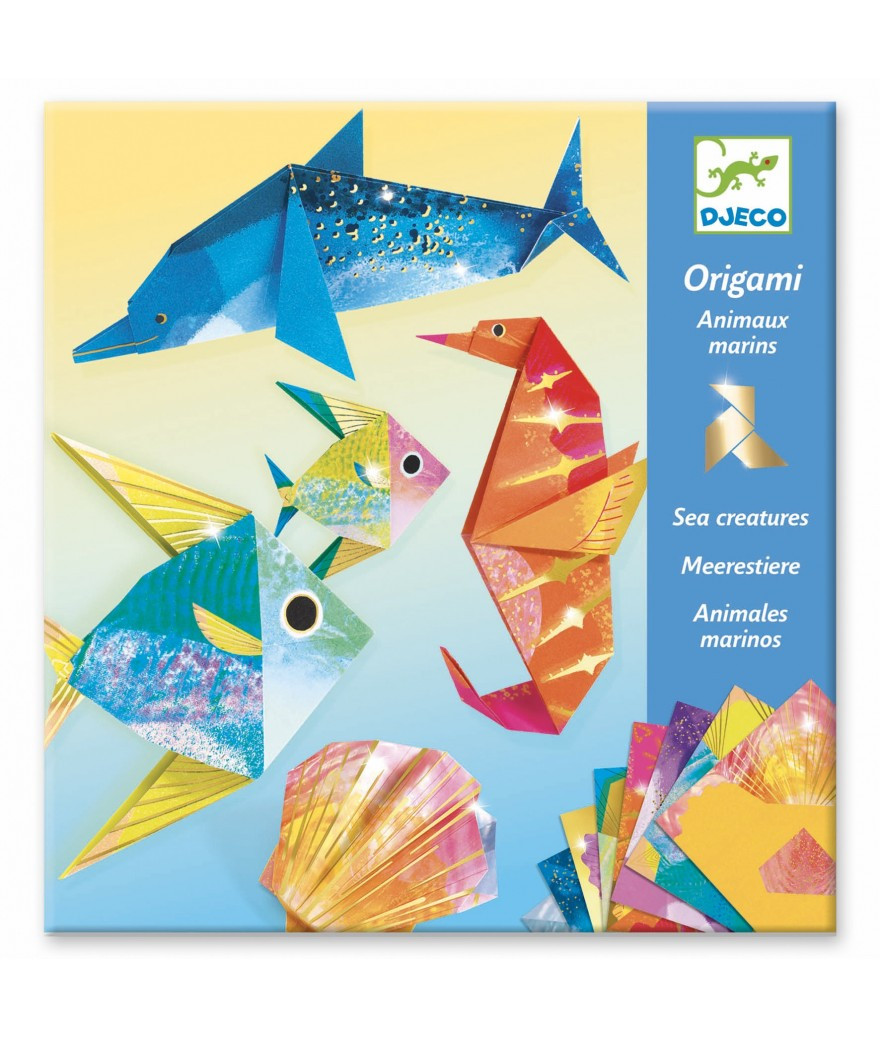 DJECO
Origami
Animaux
marins
Sea creatures
Meerestiere
Animales
marinos